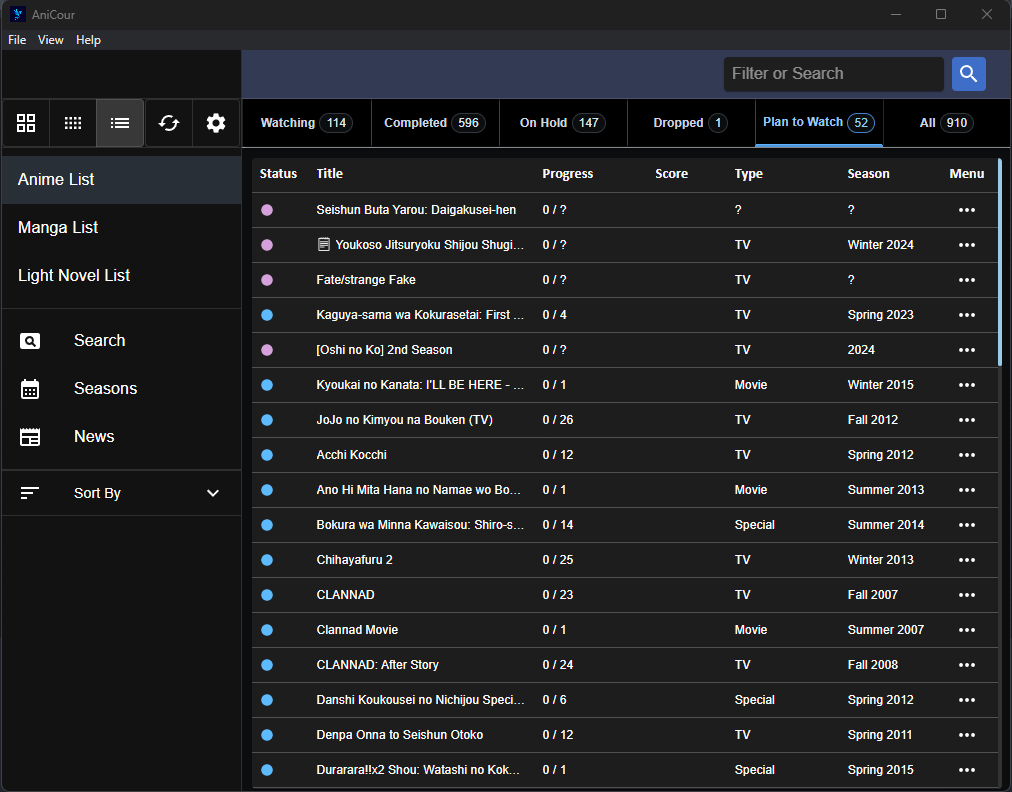 AniCour
File View Help
Filter or Search
Watching 114 Completed 596 On Hold 147 Dropped 1 Plan to Watch 52 All 910
Anime List
Manga List
Light Novel List
Search
Seasons
News
Sort By
Status Title Progress Score Type Season Menu
Seishun Buta Yarou: Daigakusei-hen 0 / ? ? ?
Youkoso Jitsuryoku Shijou Shugi... 0 / ? TV Winter 2024
Fate/strange Fake 0 / ? TV ?
Kaguya-sama wa Kokurasetai: First ... 0 / 4 TV Spring 2023
[Oshi no Ko] 2nd Season 0 / ? TV 2024
Kyoukai no Kanata: I'LL BE HERE - ... 0 / 1 Movie Winter 2015
JoJo no Kimyou na Bouken (TV) 0 / 26 TV Fall 2012
Acchi Kocchi 0 / 12 TV Spring 2012
Ano Hi Mita Hana no Namae wo Bo... 0 / 1 Movie Summer 2013
Bokura wa Minna Kawaisou: Shiro-s... 0 / 14 Special Summer 2014
Chihayafuru 2 0 / 25 TV Winter 2013
CLANNAD 0 / 23 TV Fall 2007
Clannad Movie 0 / 1 Movie Summer 2007
CLANNAD: After Story 0 / 24 TV Fall 2008
Danshi Koukousei no Nichijou Speci... 0 / 6 Special Spring 2012
Denpa Onna to Seishun Otoko 0 / 12 TV Spring 2011
Durarara!!x2 Shou: Watashi no Kok... 0 / 1 Special Spring 2015